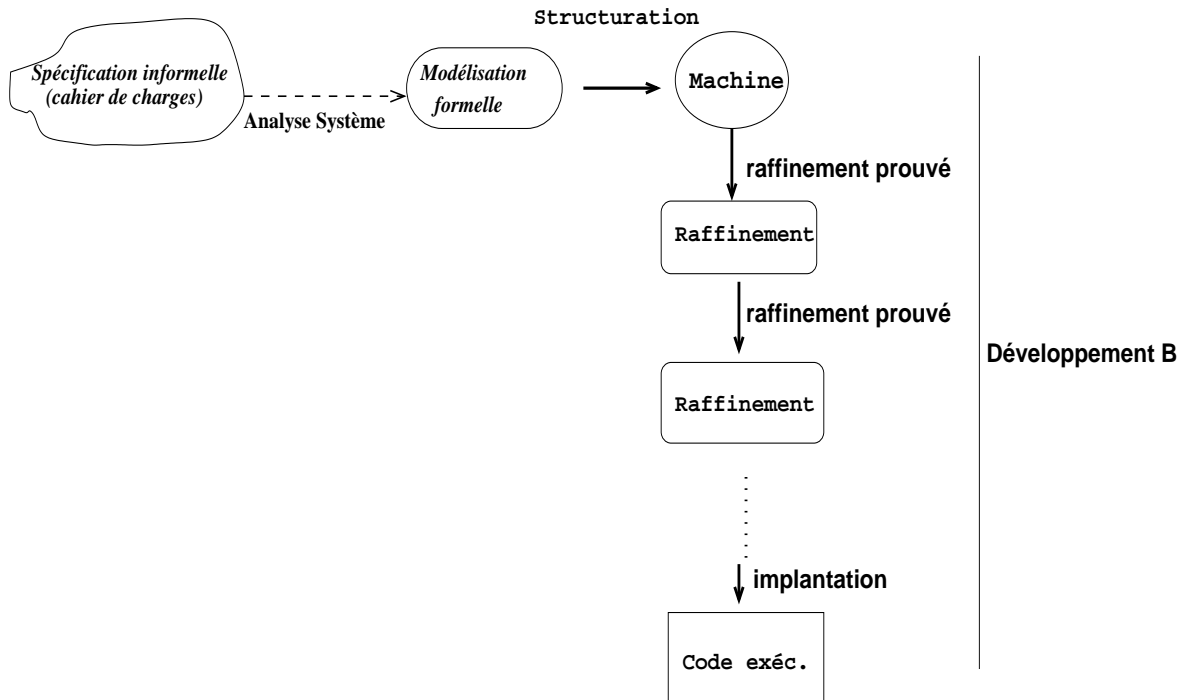 Structuration
Spécification informelle
(cahier de charges)
Analyse Système
Modélisation
formelle
Machine
raffinement prouvé
Raffinement
raffinement prouvé
Développement B
Raffinement
implantation
Code exéc.